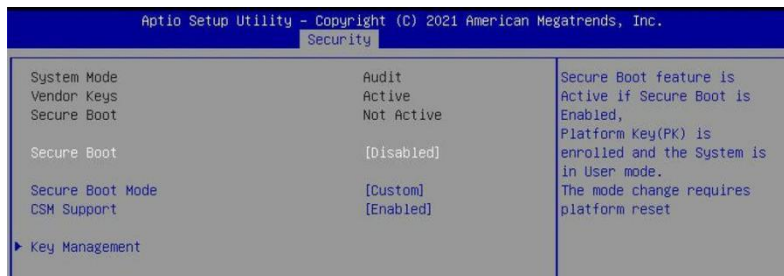 Aptio Setup Utility – Copyright (C) 2021 American Megatrends, Inc.
Security
System Mode Audit
Vendor Keys Active
Secure Boot Not Active
Secure Boot [Disabled]
Secure Boot Mode [Custom]
CSM Support [Enabled]
Key Management
Secure Boot feature is
Active if Secure Boot is
Enabled,
Platform Key(PK) is
enrolled and the System is
in User mode.
The mode change requires
platform reset